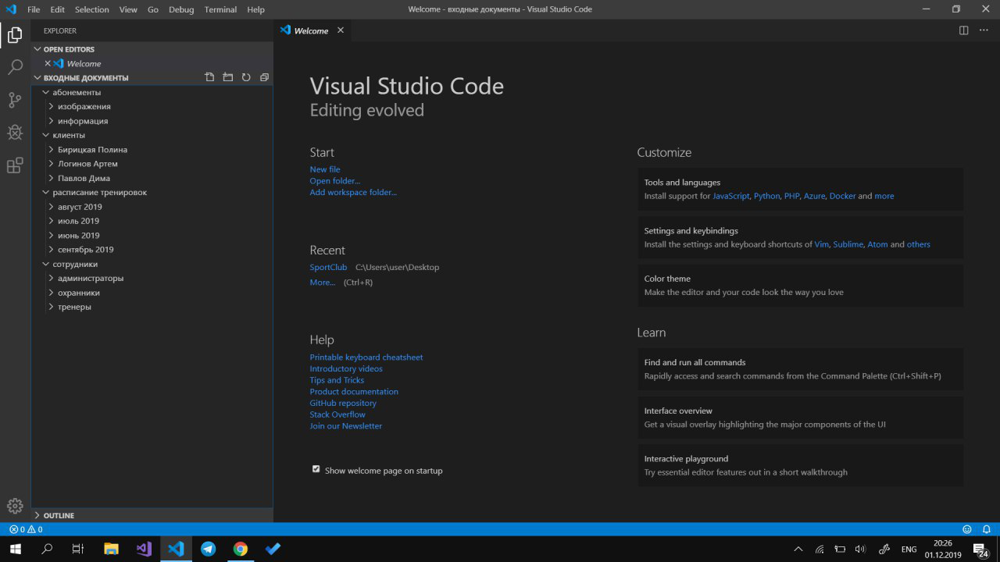 File Edit Selection View Go Debug Terminal Help
Welcome - входные документы - Visual Studio Code
EXPLORER
OPEN EDITORS
Welcome
ВХОДНЫЕ ДОКУМЕНТЫ
абонементы
изображения
информация
клиенты
Бирицкая Полина
Логинов Артем
Павлов Дима
расписание тренировок
август 2019
июль 2019
июнь 2019
сентябрь 2019
сотрудники
администраторы
охранники
тренеры
OUTLINE
Welcome
Visual Studio Code
Editing evolved
Start
New file
Open folder...
Add workspace folder...
Recent
SportClub C:\Users\user\Desktop
More... (Ctrl+R)
Help
Printable keyboard cheatsheet
Introductory videos
Tips and Tricks
Product documentation
GitHub repository
Stack Overflow
Join our Newsletter
Show welcome page on startup
Customize
Tools and languages
Install support for JavaScript, Python, PHP, Azure, Docker and more
Settings and keybindings
Install the settings and keyboard shortcuts of Vim, Sublime, Atom and others
Color theme
Make the editor and your code look the way you love
Learn
Find and run all commands
Rapidly access and search commands from the Command Palette (Ctrl+Shift+P)
Interface overview
Get a visual overlay highlighting the major components of the UI
Interactive playground
Try essential editor features out in a short walkthrough
0 0
ENG
20:26
01.12.2019
24